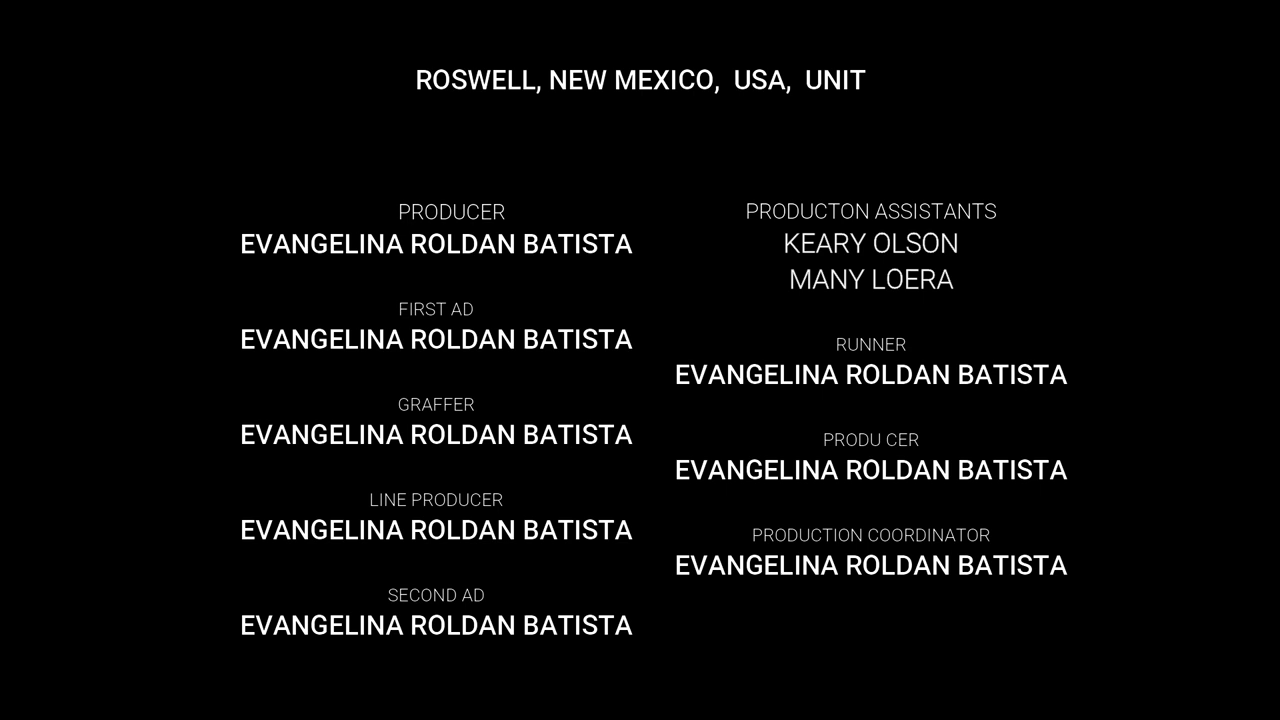 ROSWELL, NEW MEXICO, USA, UNIT
PRODUCER
EVANGELINA ROLDAN BATISTA
FIRST AD
EVANGELINA ROLDAN BATISTA
GRAFFER
EVANGELINA ROLDAN BATISTA
LINE PRODUCER
EVANGELINA ROLDAN BATISTA
SECOND AD
EVANGELINA ROLDAN BATISTA
PRODUCTON ASSISTANTS
KEARY OLSON
MANY LOERA
RUNNER
EVANGELINA ROLDAN BATISTA
PRODU CER
EVANGELINA ROLDAN BATISTA
PRODUCTION COORDINATOR
EVANGELINA ROLDAN BATISTA